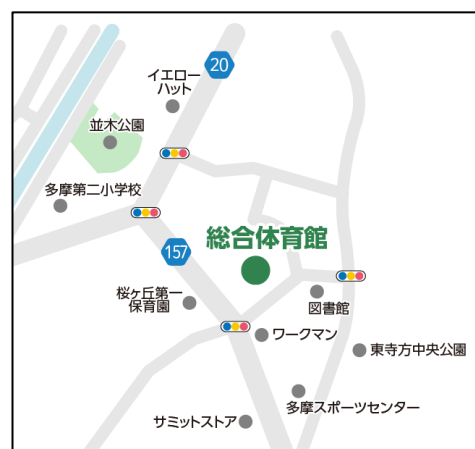 20
イエロー
ハット
並木公園
多摩第二小学校
総合体育館
157
桜ヶ丘第一
保育園
図書館
ワークマン
東寺方中央公園
多摩スポーツセンター
サミットストア